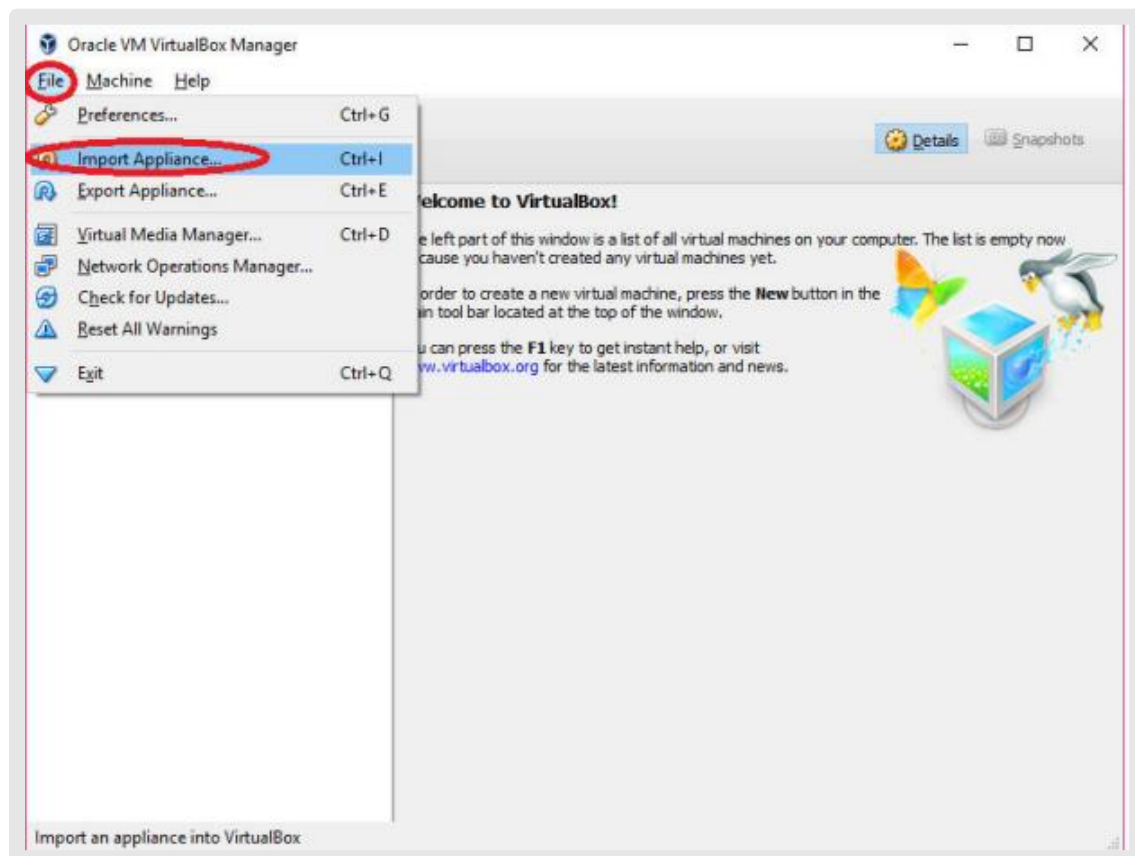 Oracle VM VirtualBox Manager
File Machine Help
Preferences... Ctrl+G
Import Appliance... Ctrl+I
Export Appliance... Ctrl+E
Virtual Media Manager... Ctrl+D
Network Operations Manager...
Check for Updates...
Reset All Warnings
Exit Ctrl+Q
Details Snapshots
elcome to VirtualBox!
e left part of this window is a list of all virtual machines on your computer. The list is empty now
cause you haven't created any virtual machines yet.
order to create a new virtual machine, press the New button in the
in tool bar located at the top of the window.
u can press the F1 key to get instant help, or visit
w.virtualbox.org for the latest information and news.
Import an appliance into VirtualBox